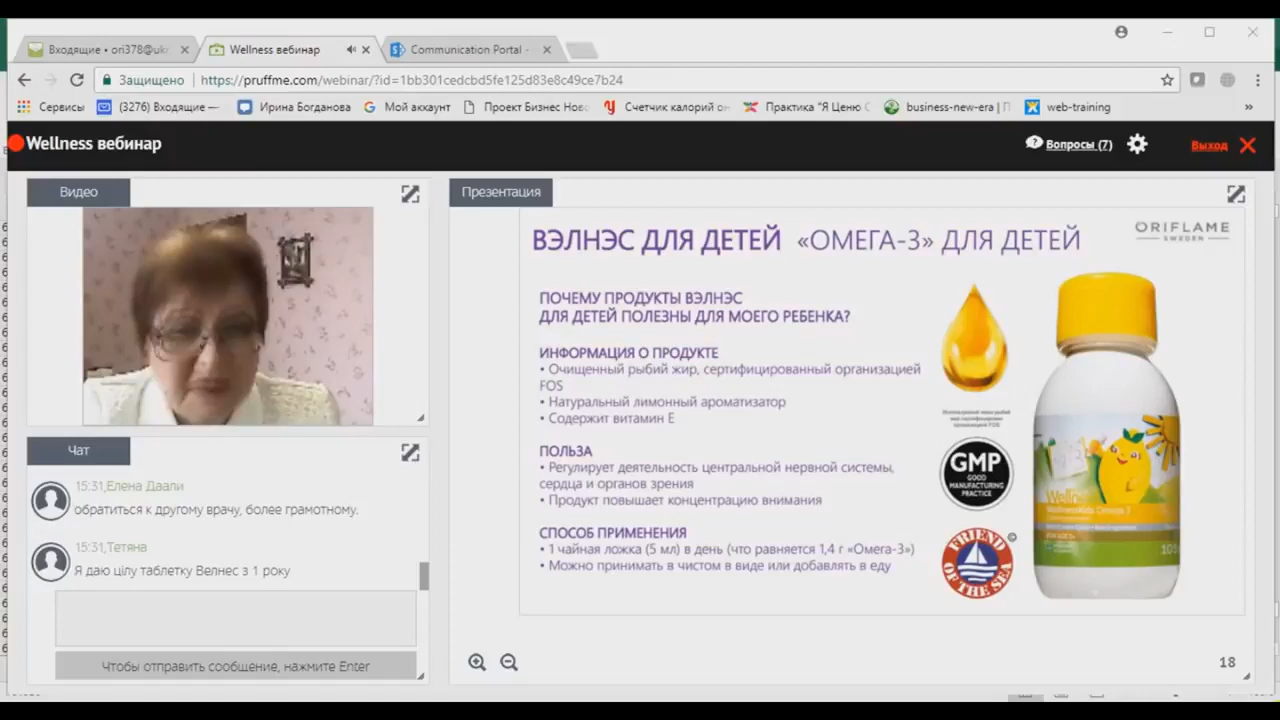 Входящие • ori378@ukr
Wellness вебинар
Communication Portal -
Защищено
https://pruffme.com/webinar/?id=1bb301cedcbd5fe125d83e8c49ce7b24
Сервисы
(3276) Входящие —
Ирина Богданова
Мой аккаунт
Проект Бизнес Нов
Счетчик калорий он
Практика "Я Ценю С
business-new-era | П
web-training
»
Wellness вебинар
Вопросы (7)
Выход
Видео
Презентация
ВЭЛНЭС ДЛЯ ДЕТЕЙ «ОМЕГА-3» ДЛЯ ДЕТЕЙ
ORIFLAME
SWEDEN
ПОЧЕМУ ПРОДУКТЫ ВЭЛНЭС
ДЛЯ ДЕТЕЙ ПОЛЕЗНЫ ДЛЯ МОЕГО РЕБЕНКА?
ИНФОРМАЦИЯ О ПРОДУКТЕ
• Очищенный рыбий жир, сертифицированный организацией
FOS
• Натуральный лимонный ароматизатор
• Содержит витамин Е
ПОЛЬЗА
• Регулирует деятельность центральной нервной системы,
сердца и органов зрения
• Продукт повышает концентрацию внимания
СПОСОБ ПРИМЕНЕНИЯ
• 1 чайная ложка (5 мл) в день (что равняется 1,4 г «Омега-3»)
• Можно принимать в чистом в виде или добавлять в еду
GMP
GOOD
MANUFACTURING
PRACTICE
FRIEND
OF THE SEA
©
Wellness
WellnessKids Omega 3
105
18
Чат
15:31,Елена Даали
обратиться к другому врачу, более грамотному.
15:31,Тетяна
Я даю цілу таблетку Велнес з 1 року
Чтобы отправить сообщение, нажмите Enter